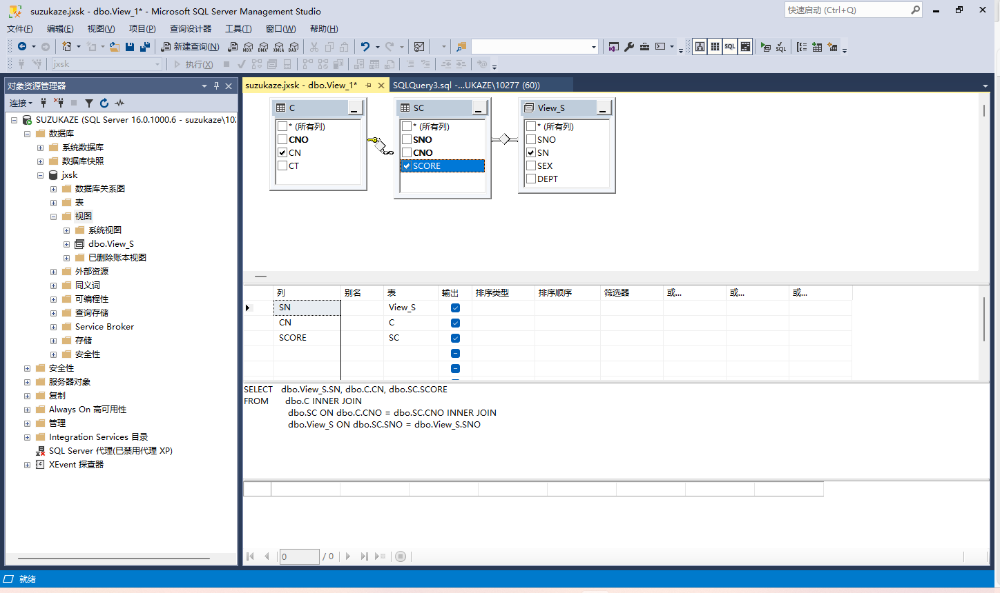 suzukaze.jxsk - dbo.View_1* - Microsoft SQL Server Management Studio
快速启动 (Ctrl+Q)
文件(F) 编辑(E) 视图(V) 项目(P) 查询设计器 工具(T) 窗口(W) 帮助(H)
新建查询(N) MDX DMX XMLA DAX SQL SQL
jxsk 执行(X)
对象资源管理器
连接
SUZUKAZE (SQL Server 16.0.1000.6 - suzukaze\102
数据库
系统数据库
数据库快照
jxsk
数据库关系图
表
视图
系统视图
dbo.View_S
已删除账本视图
外部资源
同义词
可编程性
查询存储
Service Broker
存储
安全性
安全性
服务器对象
复制
Always On 高可用性
管理
Integration Services 目录
SQL Server 代理(已禁用代理 XP)
XEvent 探查器
suzukaze.jxsk - dbo.View_1* SQLQuery3.sql -...UKAZE\10277 (60))
C
* (所有列)
CNO
CN
CT
SC
* (所有列)
SNO
CNO
SCORE
View_S
* (所有列)
SNO
SN
SEX
DEPT
列 别名 表 输出 排序类型 排序顺序 筛选器 或... 或... 或...
SN View_S
CN C
SCORE SC
SELECT dbo.View_S.SN, dbo.C.CN, dbo.SC.SCORE
FROM dbo.C INNER JOIN
dbo.SC ON dbo.C.CNO = dbo.SC.CNO INNER JOIN
dbo.View_S ON dbo.SC.SNO = dbo.View_S.SNO
0 / 0
就绪